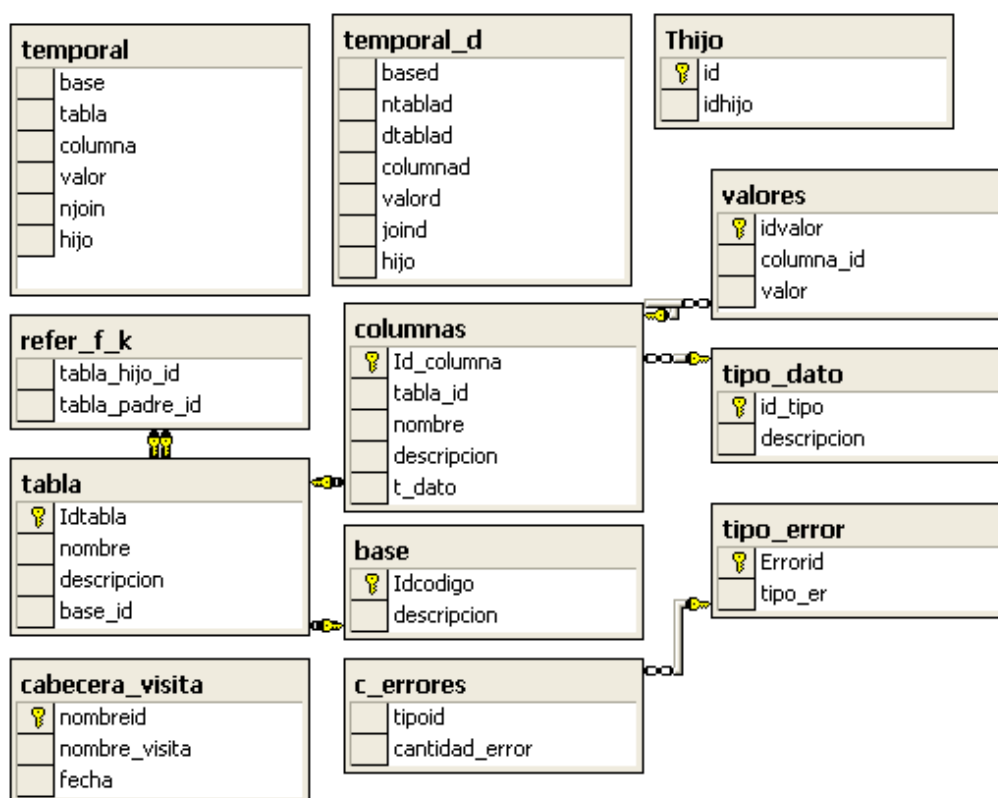 temporal
base
tabla
columna
valor
njoin
hijo
temporal_d
based
ntablad
dtablad
columnad
valord
joind
hijo
Thijo
id
idhijo
valores
idvalor
columna_id
valor
refer_f_k
tabla_hijo_id
tabla_padre_id
columnas
Id_columna
tabla_id
nombre
descripcion
t_dato
tipo_dato
id_tipo
descripcion
tabla
Idtabla
nombre
descripcion
base_id
base
Idcodigo
descripcion
tipo_error
Errorid
tipo_er
cabecera_visita
nombreid
nombre_visita
fecha
c_errores
tipoid
cantidad_error